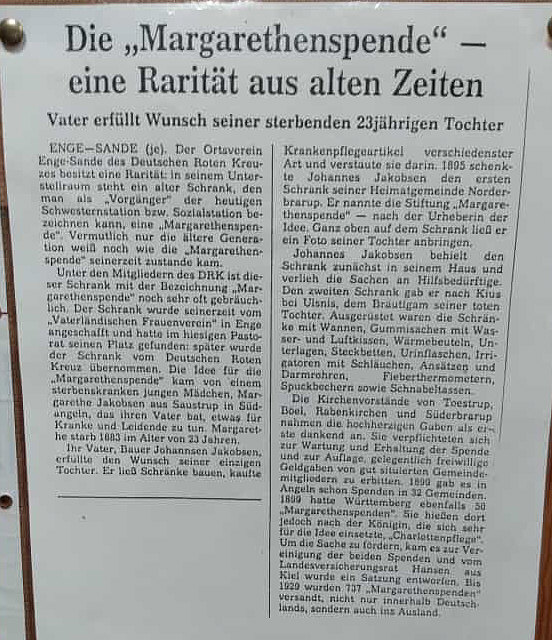 Die „Margarethenspende“ —
eine Rarität aus alten Zeiten
Vater erfüllt Wunsch seiner sterbenden 23jährigen Tochter
ENGE—SANDE (je). Der Ortsverein
Enge-Sande des Deutschen Roten Kreu-
zes besitzt eine Rarität: in seinem Unter-
stellraum steht ein alter Schrank, den
man als „Vorgänger“ der heutigen
Schwesternstation bzw. Sozialstation be-
zeichnen kann, eine „Margarethenspen-
de“. Vermutlich nur die ältere Genera-
tion weiß noch wie die „Margarethen-
spende“ seinerzeit zustande kam.
Unter den Mitgliedern des DRK ist die-
ser Schrank mit der Bezeichnung „Mar-
garethenspende“ noch sehr oft gebräuch-
lich. Der Schrank wurde seinerzeit vom
„Vaterländischen Frauenverein“ in Enge
angeschafft und hatte im hiesigen Pasto-
rat seinen Platz gefunden; später wurde
der Schrank vom Deutschen Roten
Kreuz übernommen. Die Idee für die
„Margarethenspende“ kam von einem
sterbenskranken jungen Mädchen, Mar-
garethe Jakobsen aus Saustrup in Süd-
angeln, das ihren Vater bat, etwas für
Kranke und Leidende zu tun. Margaret-
he starb 1883 im Alter von 23 Jahren.
Ihr Vater, Bauer Johannsen Jakobsen,
erfüllte den Wunsch seiner einzigen
Tochter. Er ließ Schränke bauen, kaufte
Krankenpflegeartikel verschiedenster
Art und verstaute sie darin. 1895 schenk-
te Johannes Jakobsen den ersten
Schrank seiner Heimatgemeinde Norder-
brarup. Er nannte die Stiftung „Margare-
thenspende“ — nach der Urheberin der
Idee. Ganz oben auf dem Schrank ließ er
ein Foto seiner Tochter anbringen.
Johannes Jakobsen behielt den
Schrank zunächst in seinem Haus und
verlieh die Sachen an Hilfsbedürftige.
Den zweiten Schrank gab er nach Kius
bei Ulsnis, dem Bräutigam seiner toten
Tochter. Ausgerüstet waren die Schrän-
ke mit Wannen, Gummisachen mit Was-
ser- und Luftkissen, Wärmebeuteln, Un-
terlagen, Steckbetten, Urinflaschen, Irri-
gatoren mit Schläuchen, Ansätzen und
Darmrohren, Fieberthermometern,
Spuckbechern sowie Schnabeltassen.
Die Kirchenvorstände von Toestrup,
Böel, Rabenkirchen und Süderbrarup
nahmen die hochherzigen Gaben als er-
ste dankend an. Sie verpflichteten sich
zur Wartung und Erhaltung der Spende
und zur Auflage, gelegentlich freiwillige
Geldgaben von gut situierten Gemeinde-
mitgliedern zu erbitten. 1899 gab es in
Angeln schon Spenden in 32 Gemeinden.
1899 hatte Württemberg ebenfalls 50
„Margarethenspenden“. Sie hießen dort
jedoch nach der Königin, die sich sehr
für die Idee einsetzte, „Charlottenpflege“.
Um die Sache zu fördern, kam es zur Ver-
einigung der beiden Spenden und vom
Landesversicherungsrat Hansen aus
Kiel wurde ein Satzung entworfen. Bis
1929 wurden 737 „Margarethenspenden“
versandt, nicht nur innerhalb Deutsch-
lands, sondern auch ins Ausland.